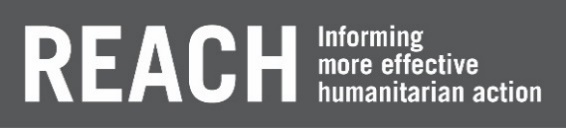 REACH
Informing
more effective
humanitarian action